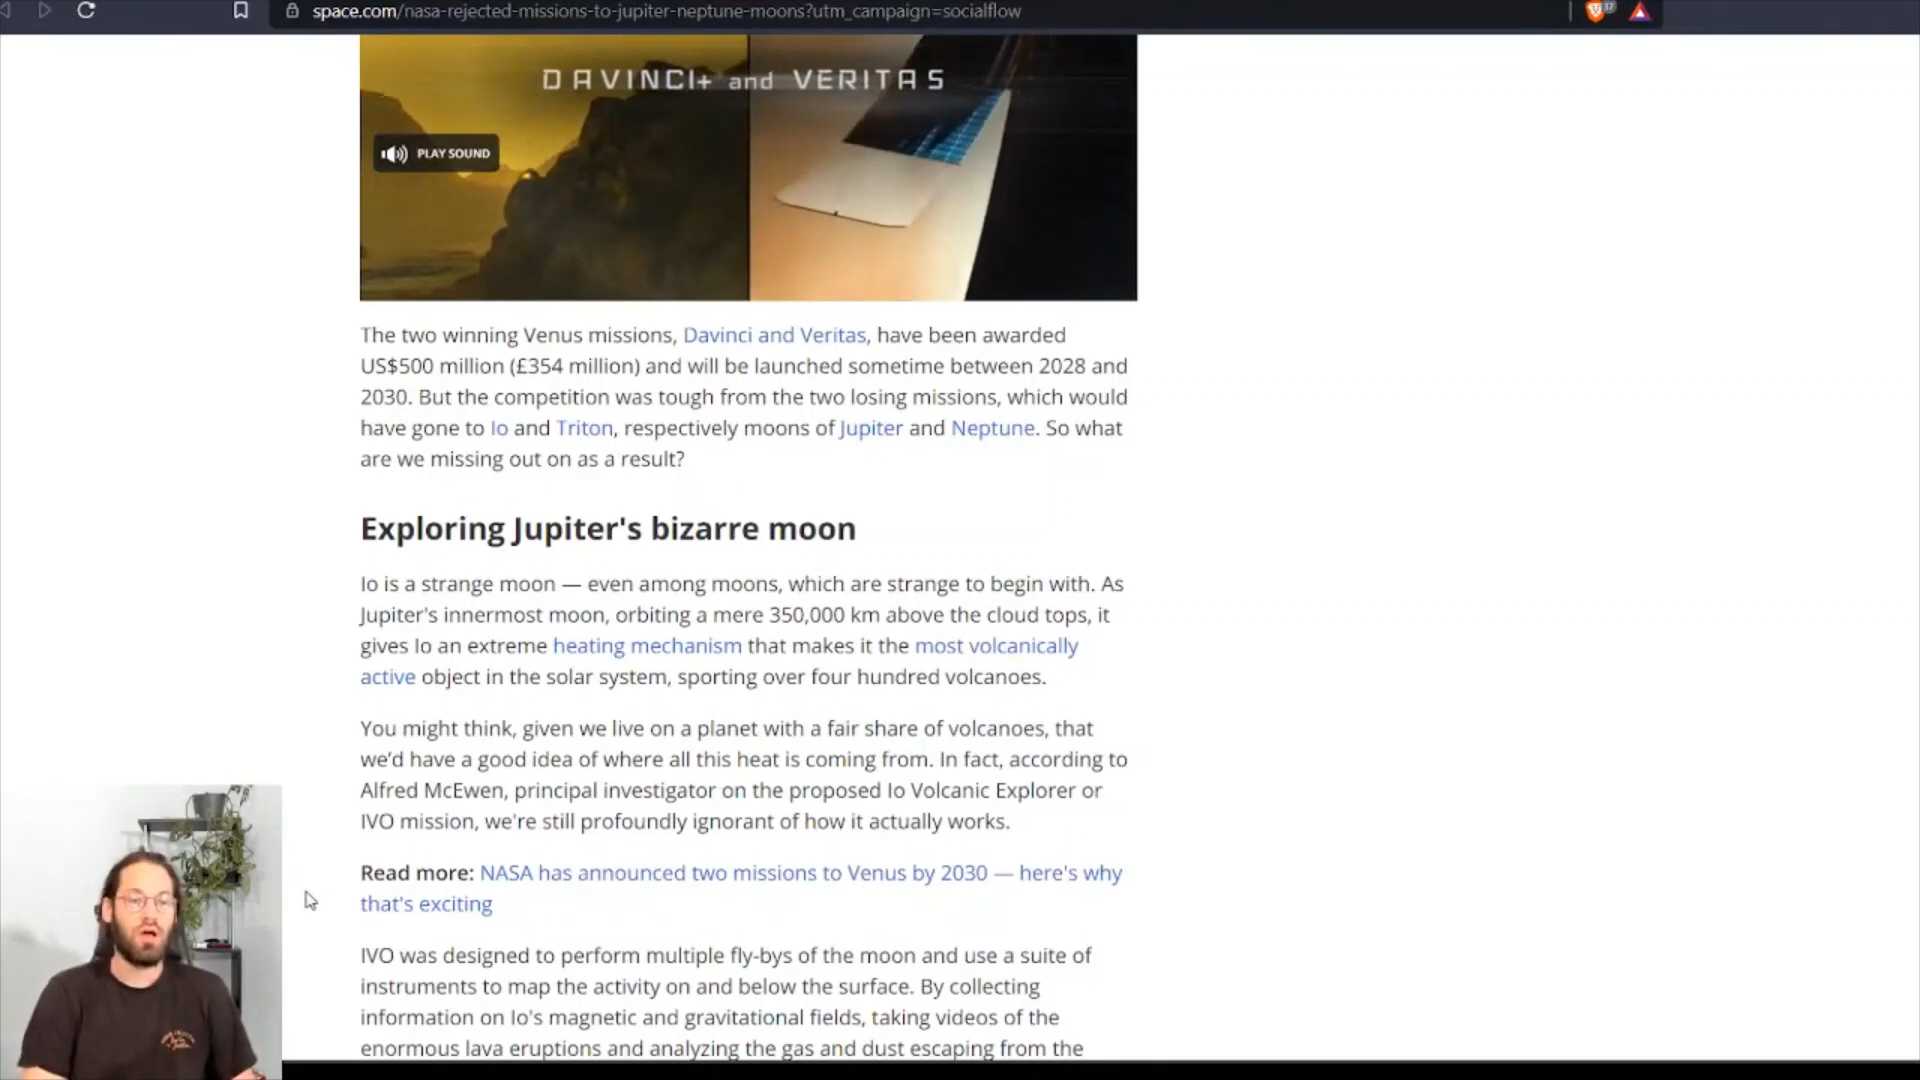 space.com/nasa-rejected-missions-to-jupiter-neptune-moons?utm_campaign=socialflow
37
DAVINCI+ and VERITAS
PLAY SOUND
The two winning Venus missions, Davinci and Veritas, have been awarded
US$500 million (£354 million) and will be launched sometime between 2028 and
2030. But the competition was tough from the two losing missions, which would
have gone to Io and Triton, respectively moons of Jupiter and Neptune. So what
are we missing out on as a result?
Exploring Jupiter's bizarre moon
Io is a strange moon — even among moons, which are strange to begin with. As
Jupiter's innermost moon, orbiting a mere 350,000 km above the cloud tops, it
gives Io an extreme heating mechanism that makes it the most volcanically
active object in the solar system, sporting over four hundred volcanoes.
You might think, given we live on a planet with a fair share of volcanoes, that
we’d have a good idea of where all this heat is coming from. In fact, according to
Alfred McEwen, principal investigator on the proposed Io Volcanic Explorer or
IVO mission, we're still profoundly ignorant of how it actually works.
Read more: NASA has announced two missions to Venus by 2030 — here's why
that's exciting
IVO was designed to perform multiple fly-bys of the moon and use a suite of
instruments to map the activity on and below the surface. By collecting
information on Io's magnetic and gravitational fields, taking videos of the
enormous lava eruptions and analyzing the gas and dust escaping from the